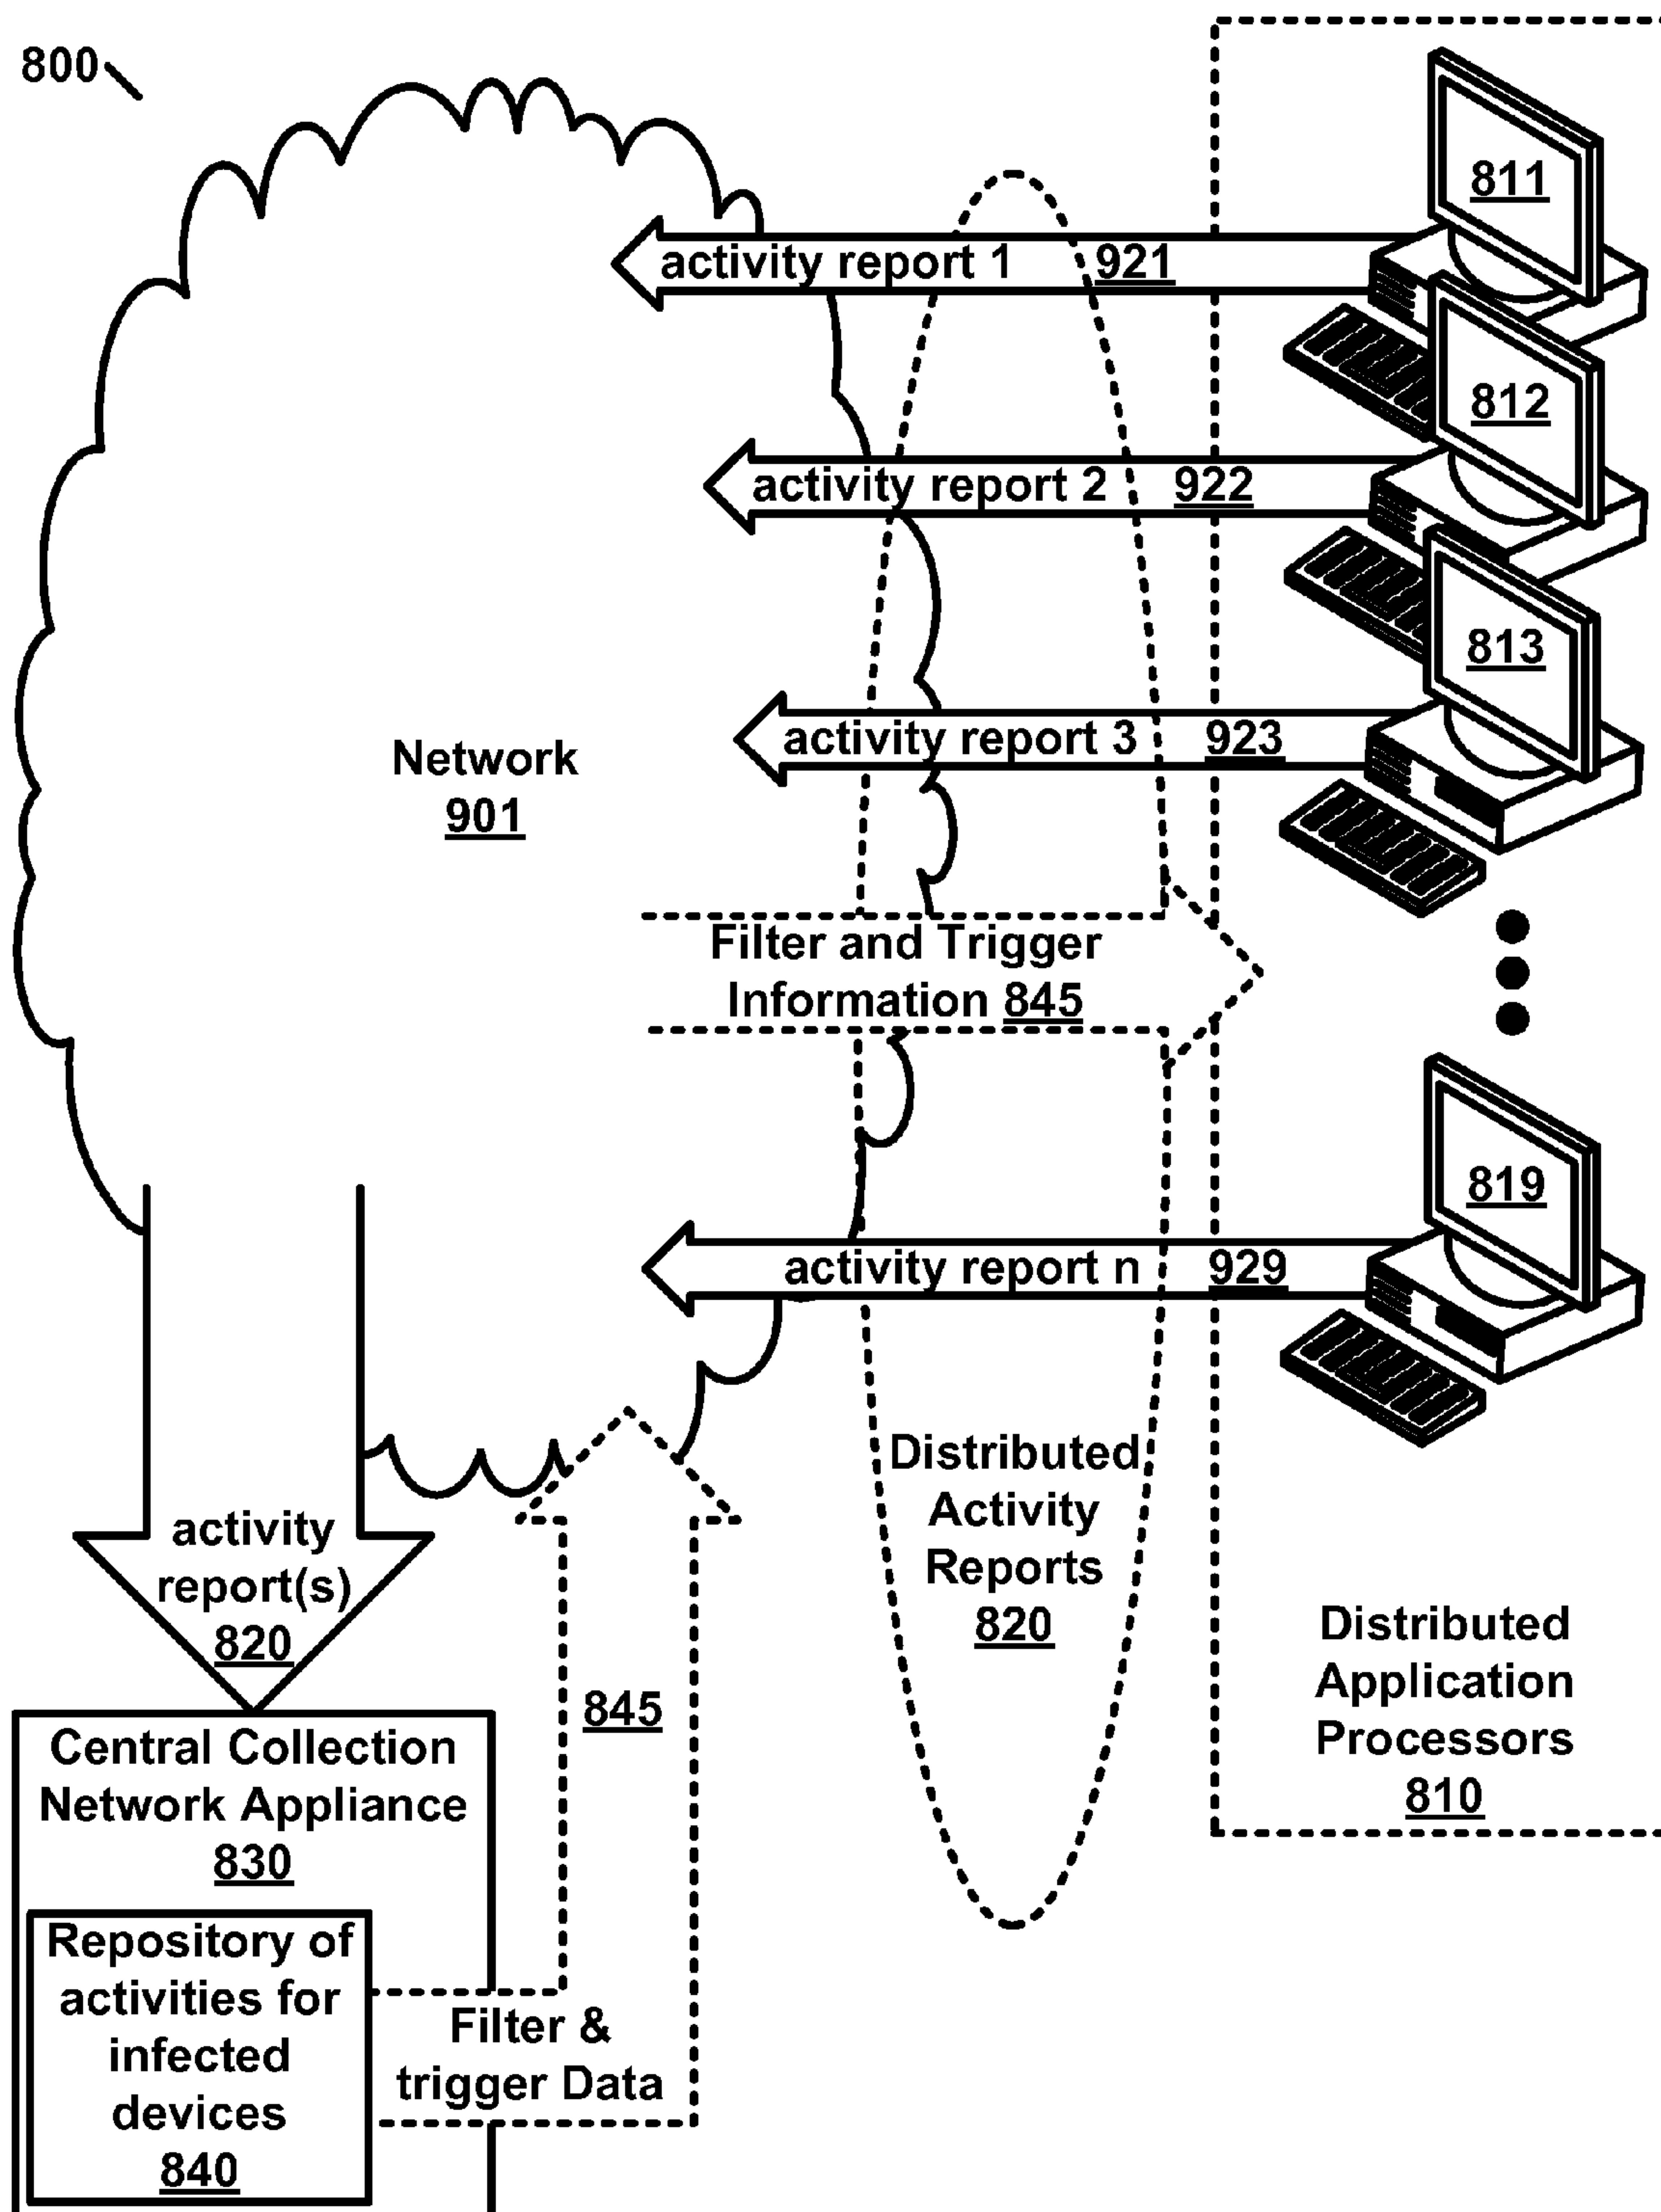 800
811
activity report 1 921
812
activity report 2 922
813
activity report 3 923
Network
901
Filter and Trigger
Information 845
819
activity report n 929
Distributed
Activity
Reports
820
activity
report(s)
820
Distributed
Application
Processors
810
845
Central Collection
Network Appliance
830
Repository of
activities for
infected
devices
840
Filter &
trigger Data